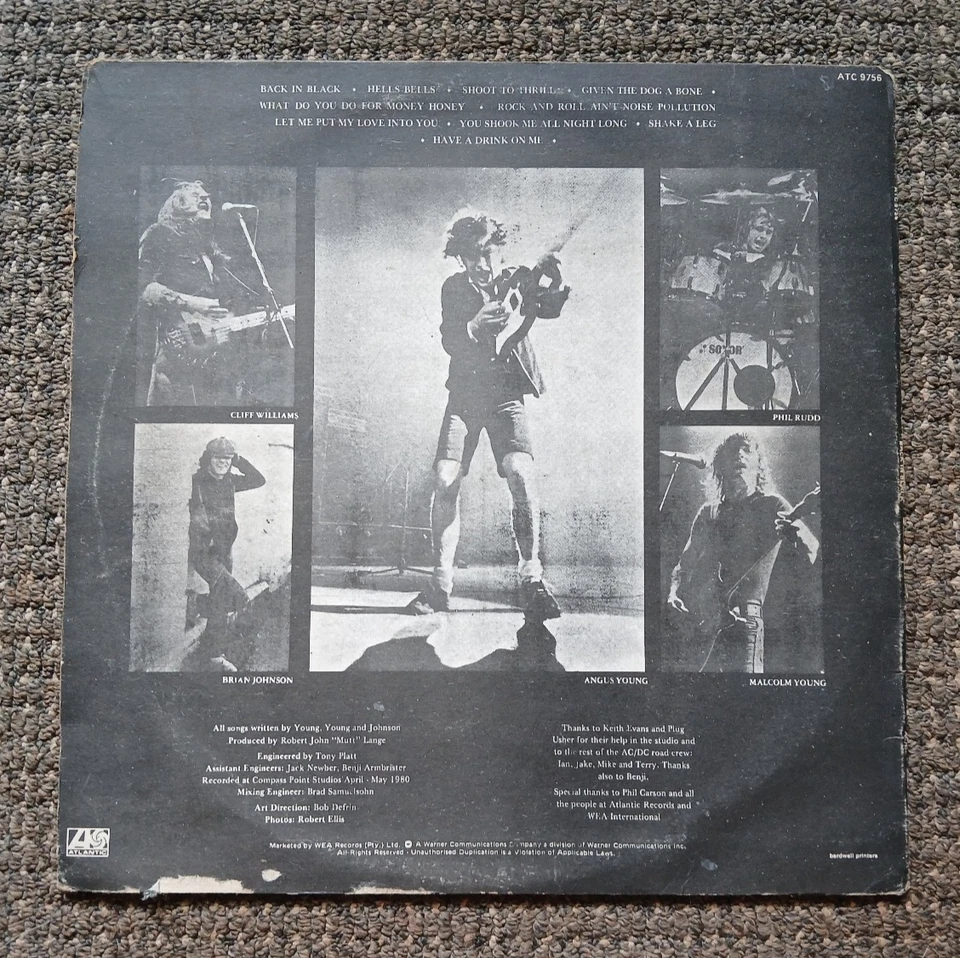 ATC 9756
BACK IN BLACK • HELLS BELLS • SHOOT TO THRILL • GIVEN THE DOG A BONE •
WHAT DO YOU DO FOR MONEY HONEY • ROCK AND ROLL AIN'T NOISE POLLUTION
LET ME PUT MY LOVE INTO YOU • YOU SHOOK ME ALL NIGHT LONG • SHAKE A LEG
• HAVE A DRINK ON ME •
SONOR
CLIFF WILLIAMS
PHIL RUDD
BRIAN JOHNSON
ANGUS YOUNG
MALCOLM YOUNG
All songs written by Young, Young and Johnson
Produced by Robert John "Mutt" Lange
Engineered by Tony Platt
Assistant Engineers: Jack Newber, Benji Armbrister
Recorded at Compass Point Studios April - May 1980
Mixing Engineer: Brad Samuelsohn
Art Direction: Bob Defrin
Photos: Robert Ellis
Thanks to Keith Evans and Plug
Usher for their help in the studio and
to the rest of the AC/DC road crew:
Ian, Jake, Mike and Terry. Thanks
also to Benji.
Special thanks to Phil Carson and all
the people at Atlantic Records and
WEA International
ATLANTIC
Marketed by WEA Records (Pty.) Ltd. A Warner Communications Company a division of Warner Communications Inc.
All Rights Reserved - Unauthorised Duplication is a Violation of Applicable Laws.
bardwell printers